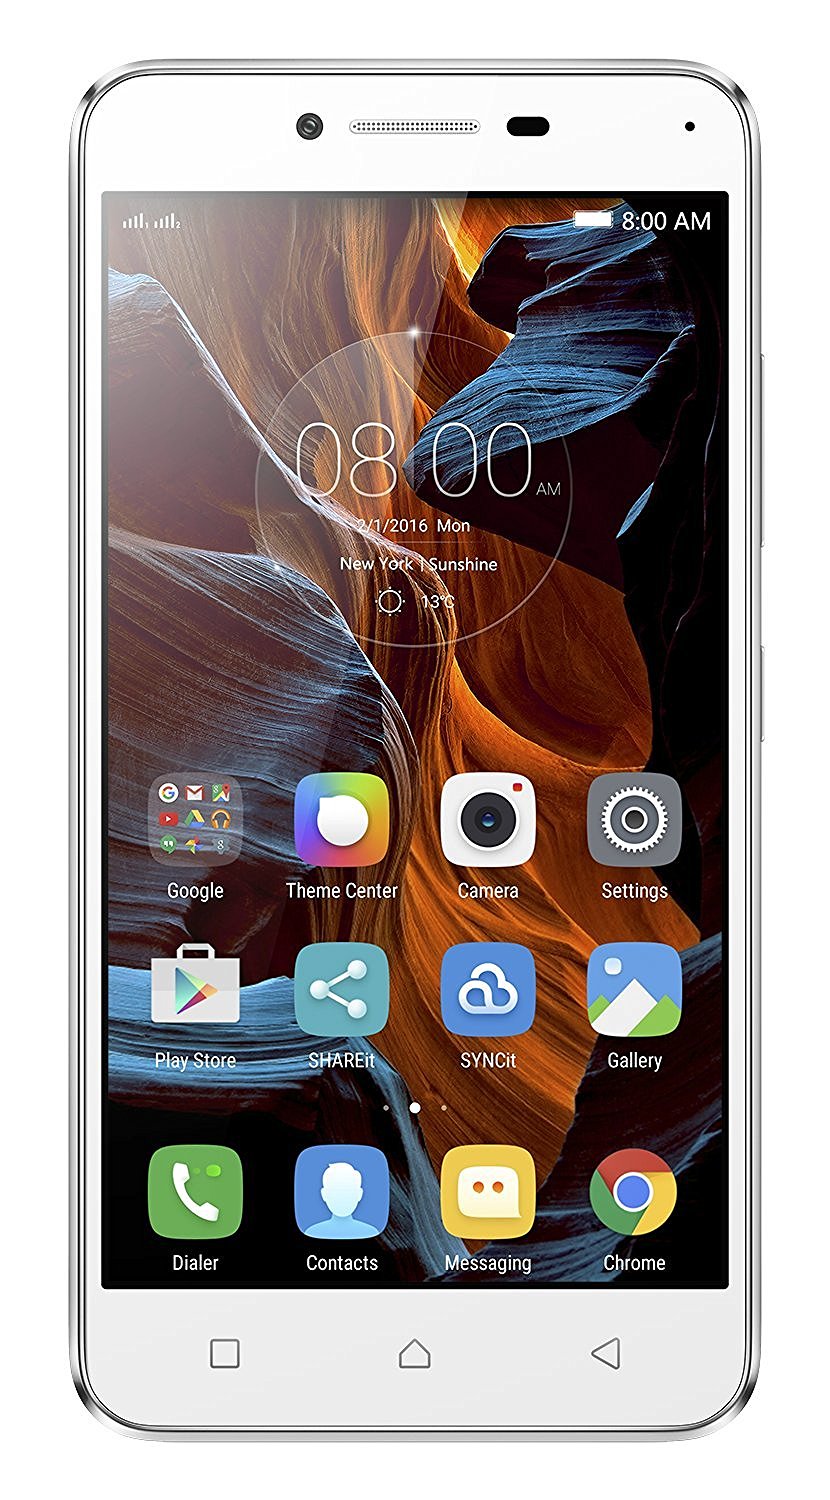 8:00 AM
08:00 AM
2/1/2016 Mon
New York | Sunshine
13°C
Google
Theme Center
Camera
Settings
Play Store
SHAREit
SYNCit
Gallery
Dialer
Contacts
Messaging
Chrome